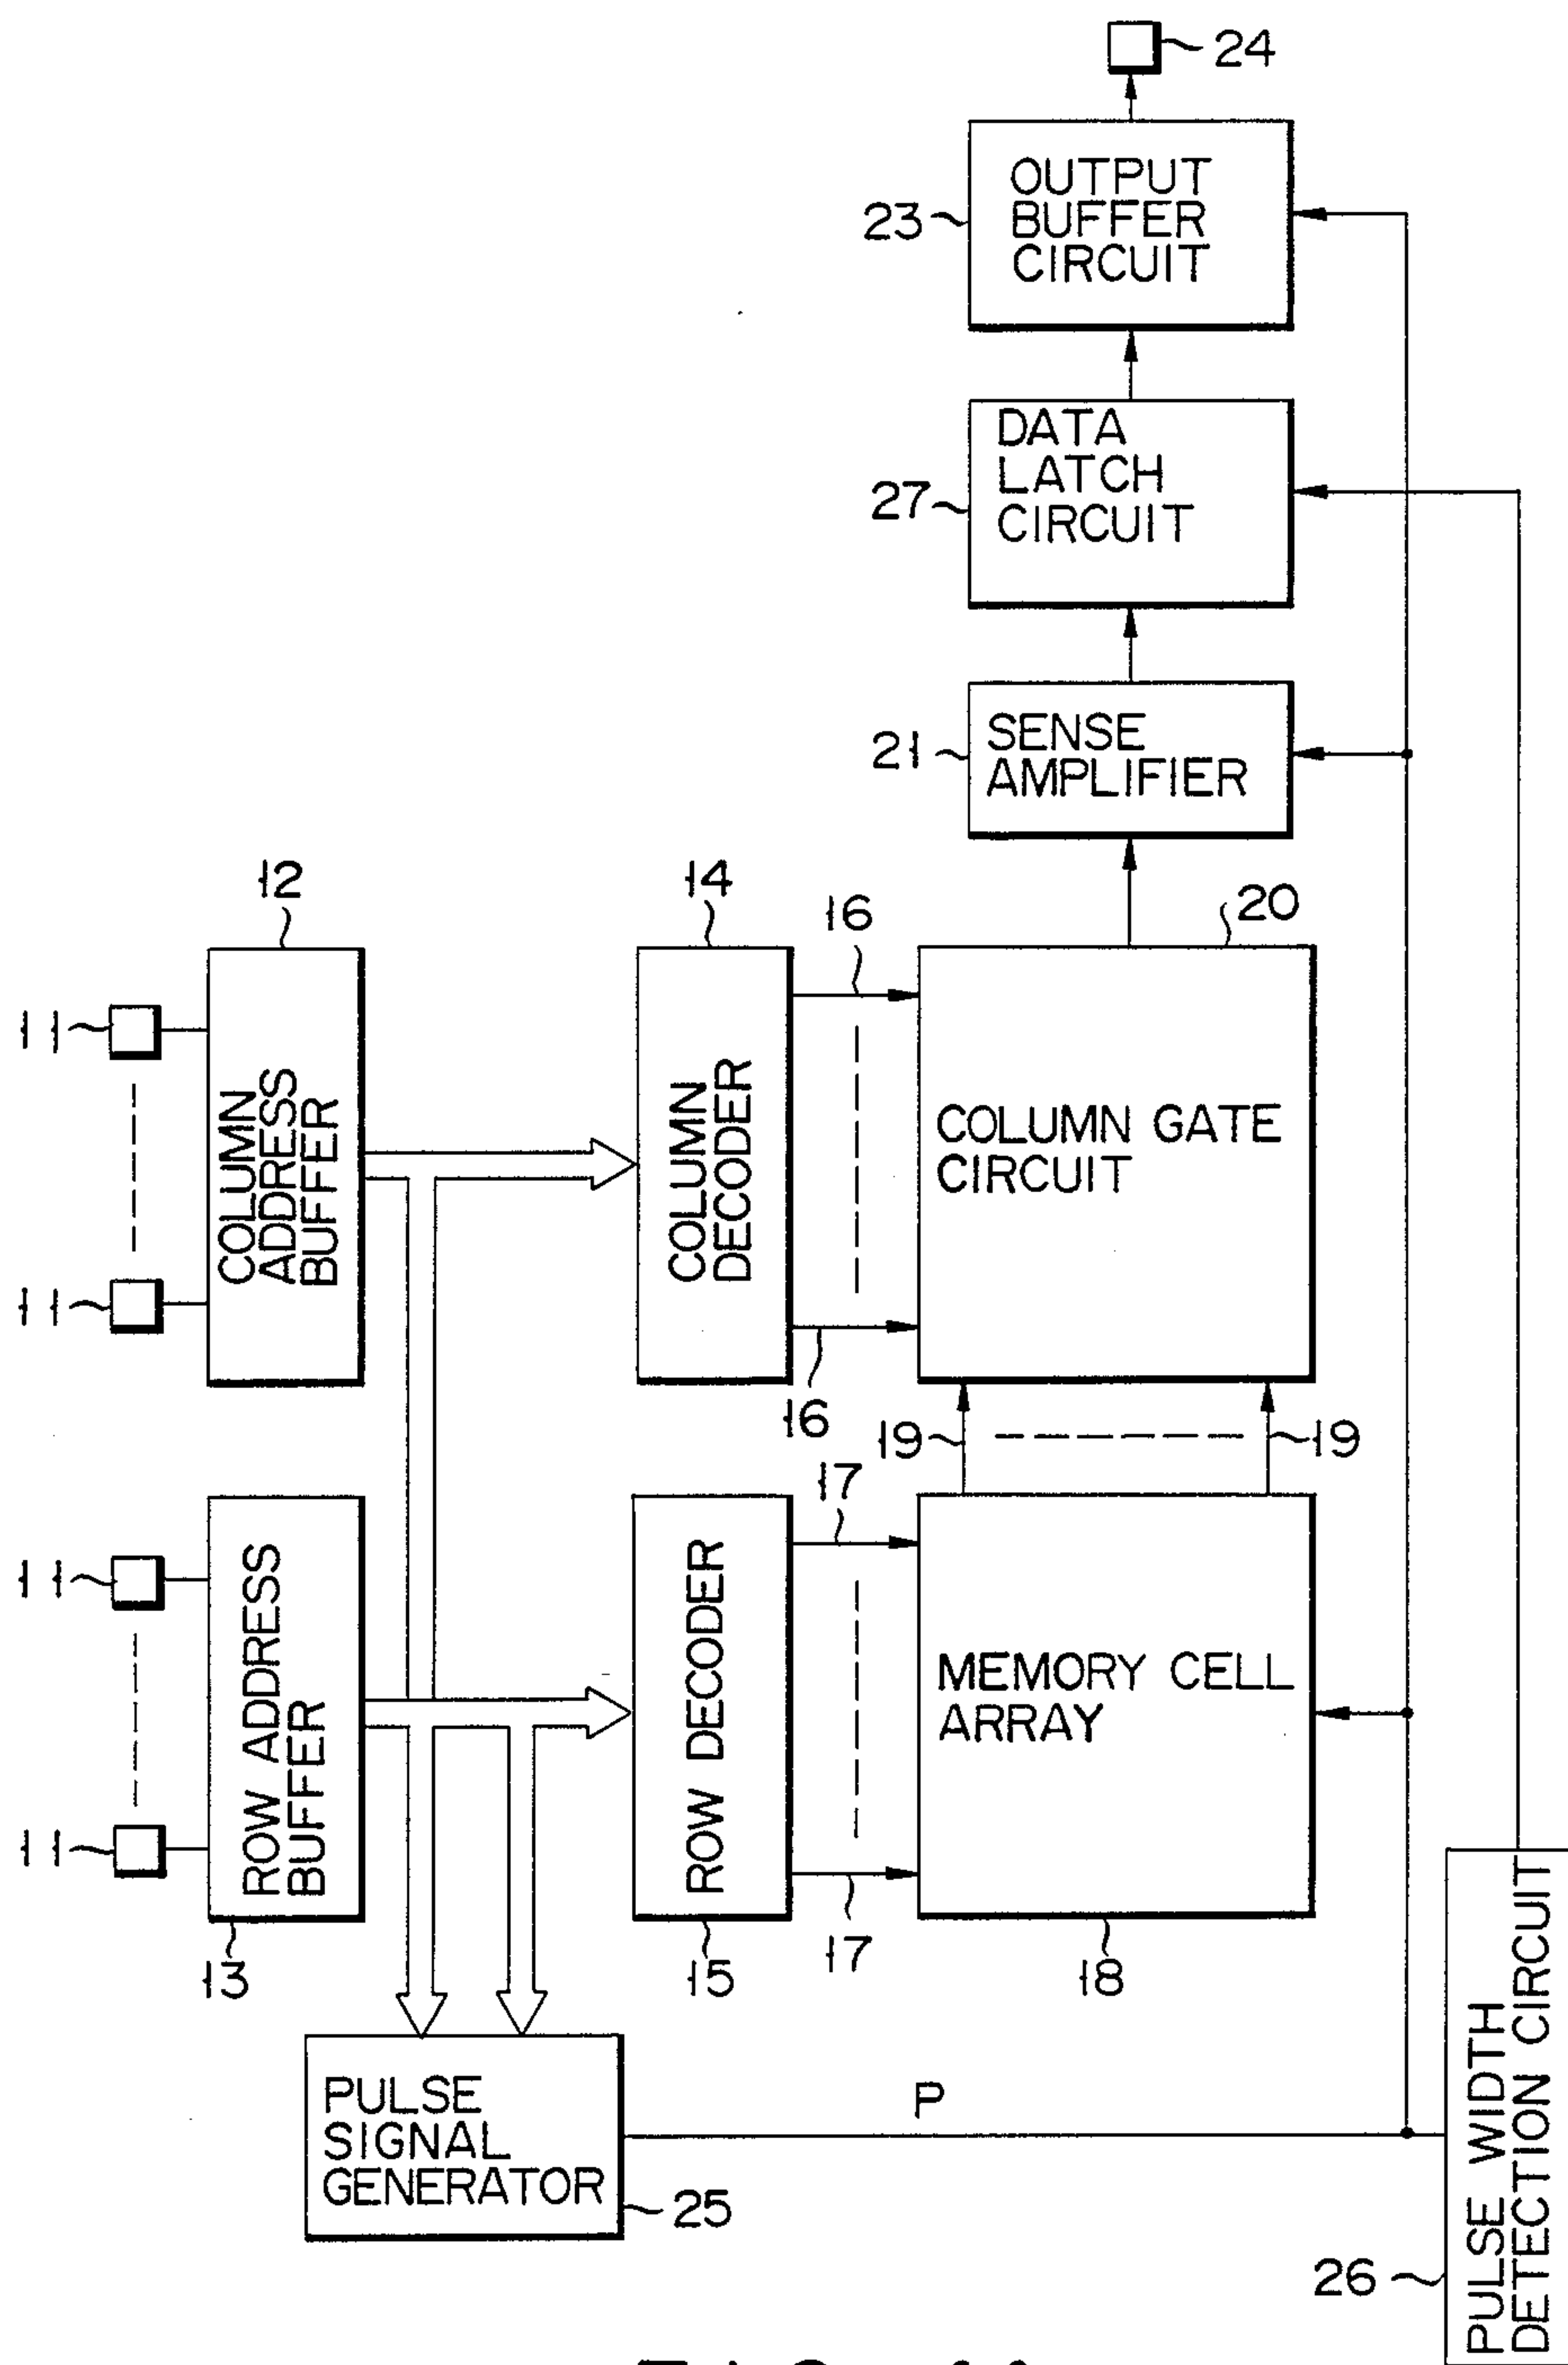 24
OUTPUT
BUFFER
CIRCUIT
23
DATA
LATCH
CIRCUIT
27
SENSE
AMPLIFIER
21
12
14
16
20
11
COLUMN
ADDRESS
BUFFER
COLUMN
DECODER
COLUMN GATE
CIRCUIT
11
16
19
19
17
11
ROW ADDRESS
BUFFER
ROW DECODER
MEMORY CELL
ARRAY
11
13
15
17
18
PULSE
SIGNAL
GENERATOR
25
P
PULSE WIDTH
DETECTION CIRCUIT
26